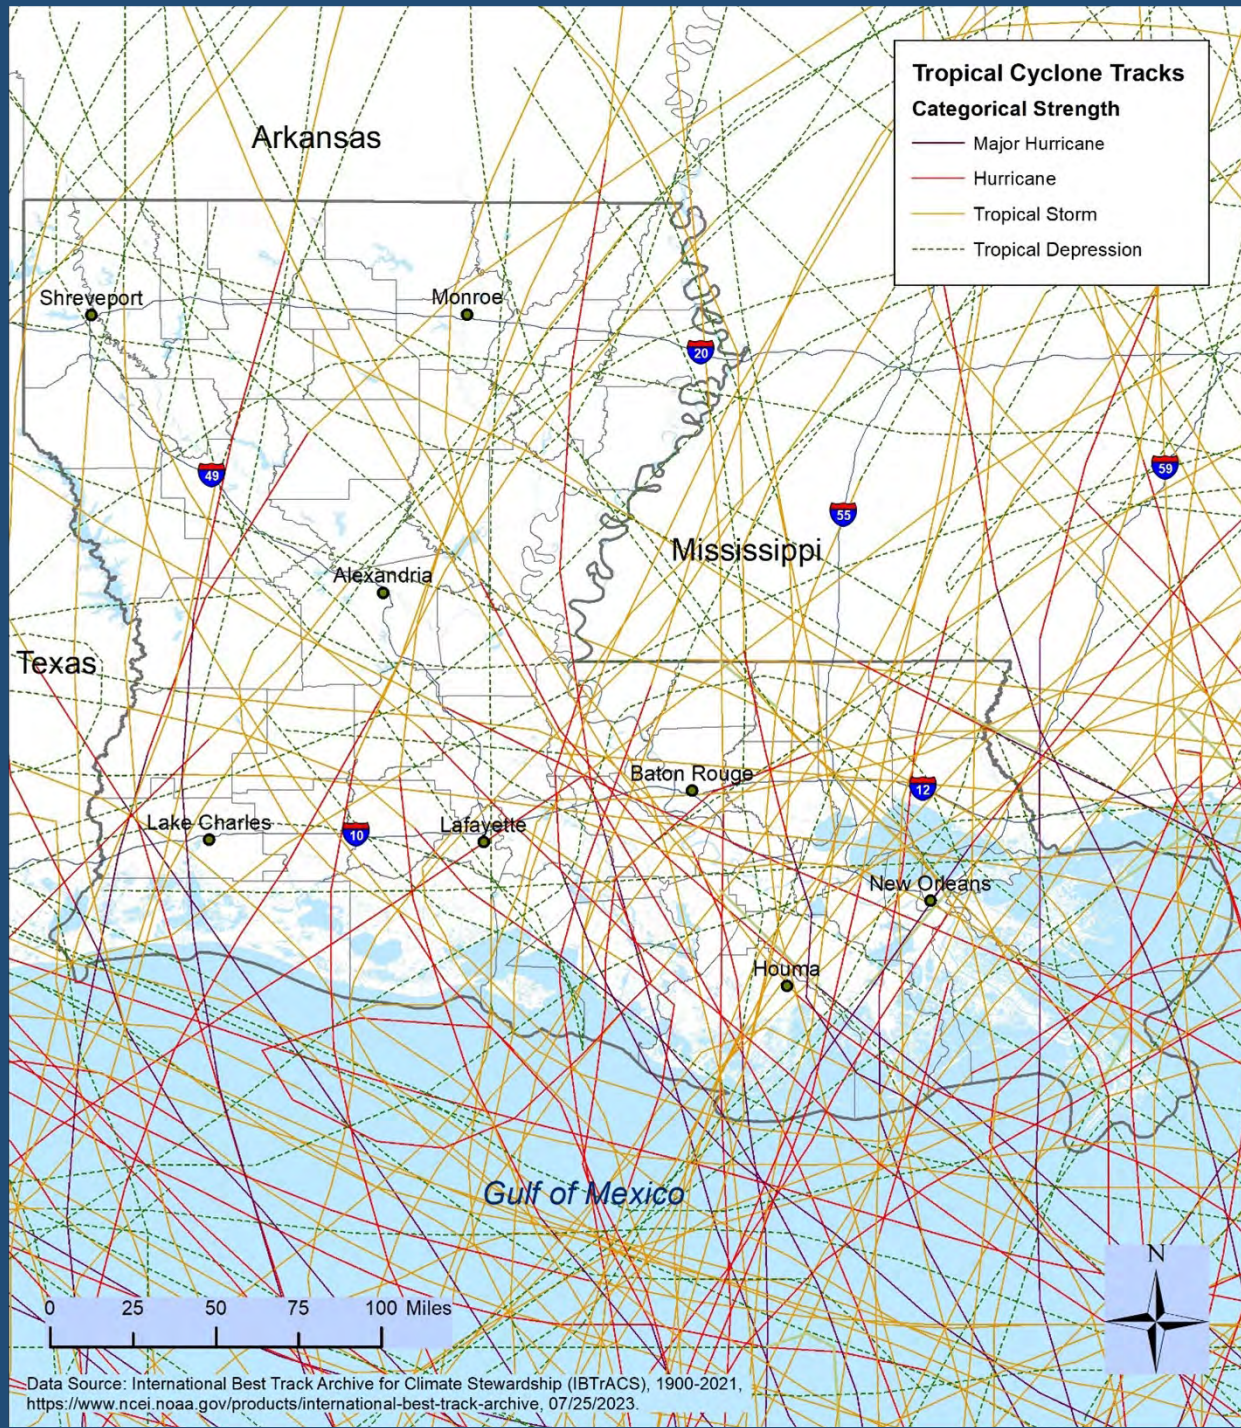 Tropical Cyclone Tracks
Categorical Strength
Major Hurricane
Hurricane
Tropical Storm
Tropical Depression
Arkansas
Shreveport
Monroe
20
49
59
55
Mississippi
Alexandria
Texas
Baton Rouge
12
Lake Charles
10
Lafayette
New Orleans
Houma
Gulf of Mexico
N
0 25 50 75 100 Miles
Data Source: International Best Track Archive for Climate Stewardship (IBTrACS), 1900-2021,
https://www.ncei.noaa.gov/products/international-best-track-archive, 07/25/2023.